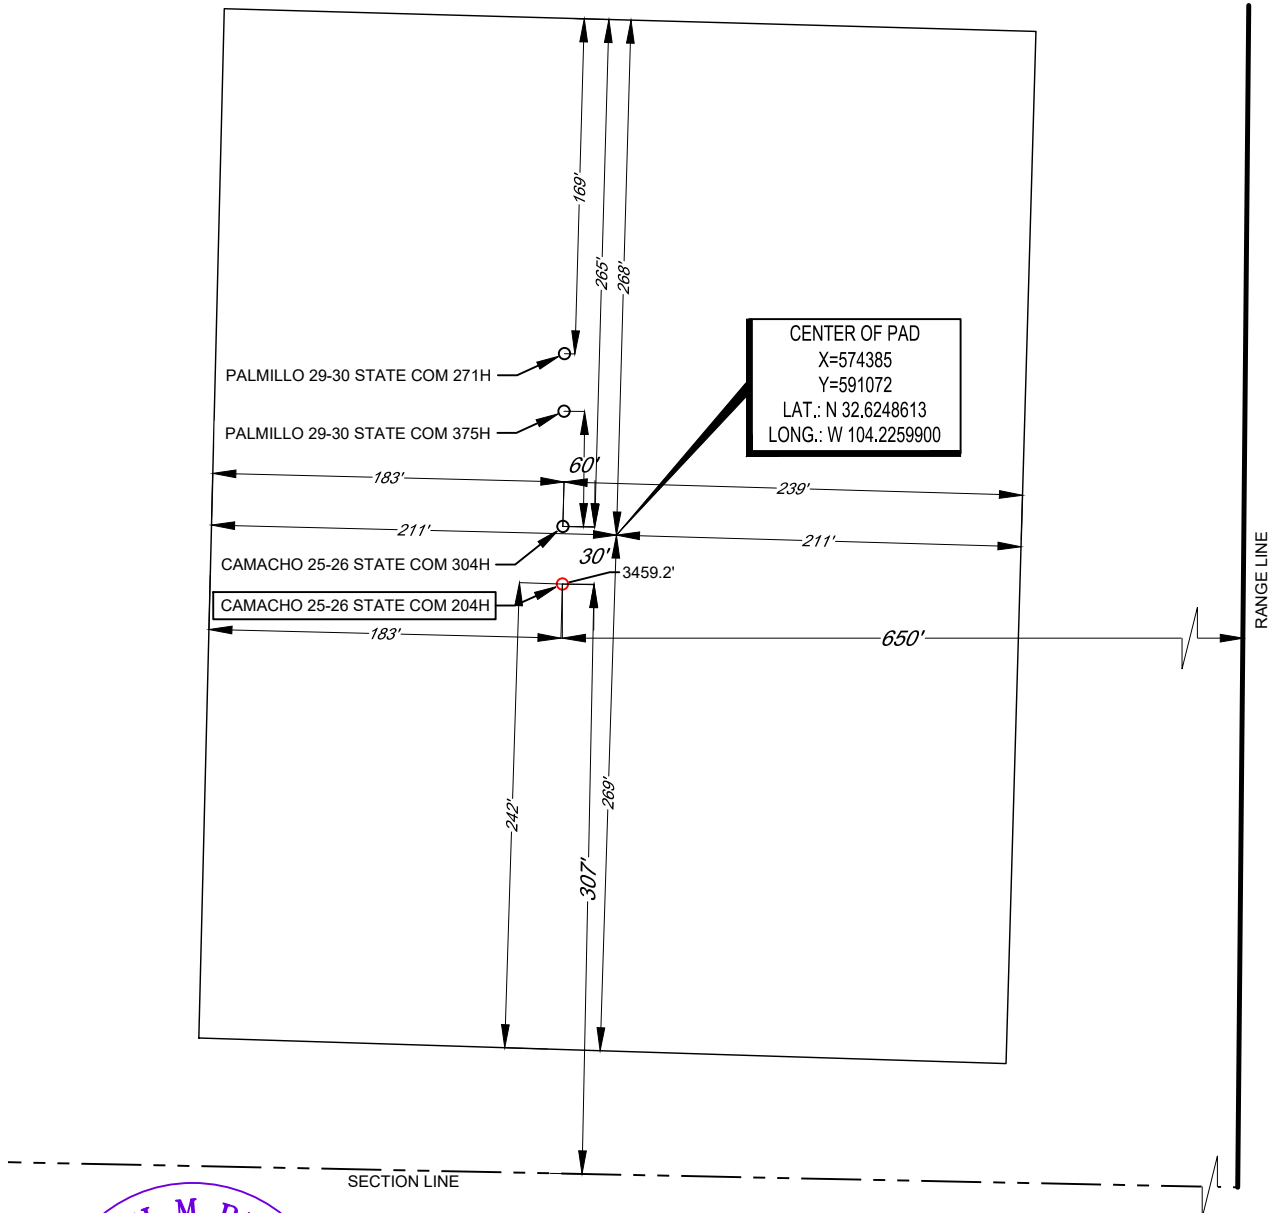 169'
265'
268'
CENTER OF PAD
X=574385
Y=591072
LAT.: N 32.6248613
LONG.: W 104.2259900
PALMILLO 29-30 STATE COM 271H
PALMILLO 29-30 STATE COM 375H
60'
183'
239'
211'
211'
30'
CAMACHO 25-26 STATE COM 304H
3459.2'
CAMACHO 25-26 STATE COM 204H
183'
650'
RANGE LINE
242'
269'
307'
SECTION LINE